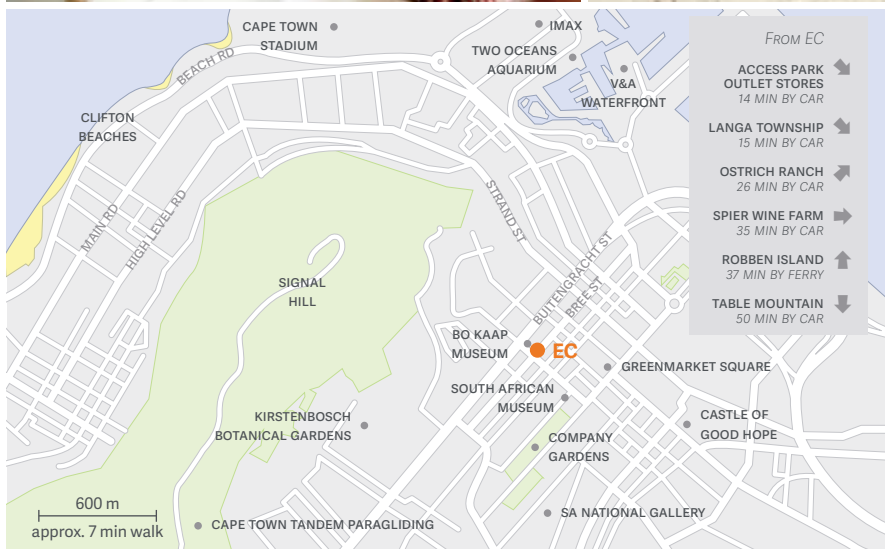 CAPE TOWN
STADIUM
IMAX
TWO OCEANS
AQUARIUM
V&A
WATERFRONT
BEACH RD
CLIFTON
BEACHES
MAIN RD
HIGH LEVEL RD
STRAND ST
BUITENGRACHT ST
BREE ST
SIGNAL
HILL
BO KAAP
MUSEUM
EC
GREENMARKET SQUARE
SOUTH AFRICAN
MUSEUM
KIRSTENBOSCH
BOTANICAL GARDENS
COMPANY
GARDENS
CASTLE OF
GOOD HOPE
SA NATIONAL GALLERY
CAPE TOWN TANDEM PARAGLIDING
600 m
approx. 7 min walk
FROM EC
ACCESS PARK
OUTLET STORES
14 MIN BY CAR
LANGA TOWNSHIP
15 MIN BY CAR
OSTRICH RANCH
26 MIN BY CAR
SPIER WINE FARM
35 MIN BY CAR
ROBBEN ISLAND
37 MIN BY FERRY
TABLE MOUNTAIN
50 MIN BY CAR